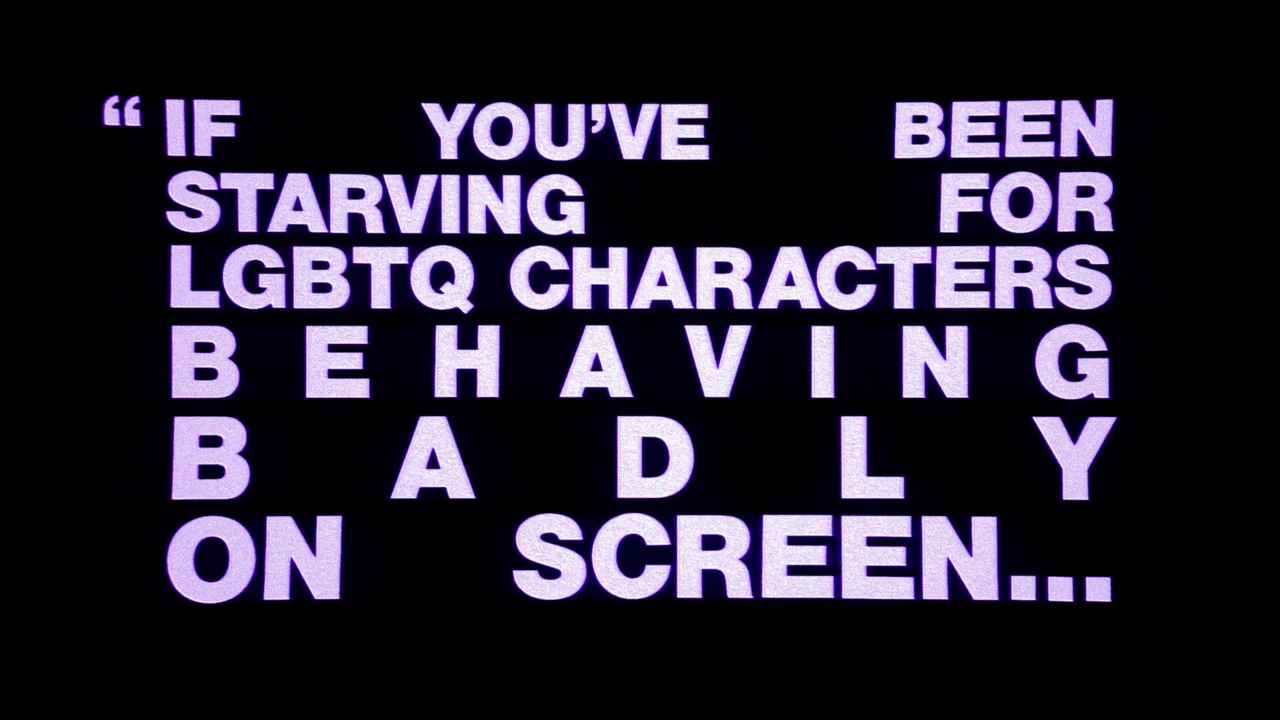 “IF YOU’VE BEEN
STARVING FOR
LGBTQ CHARACTERS
BEHAVING
BADLY
ON SCREEN...